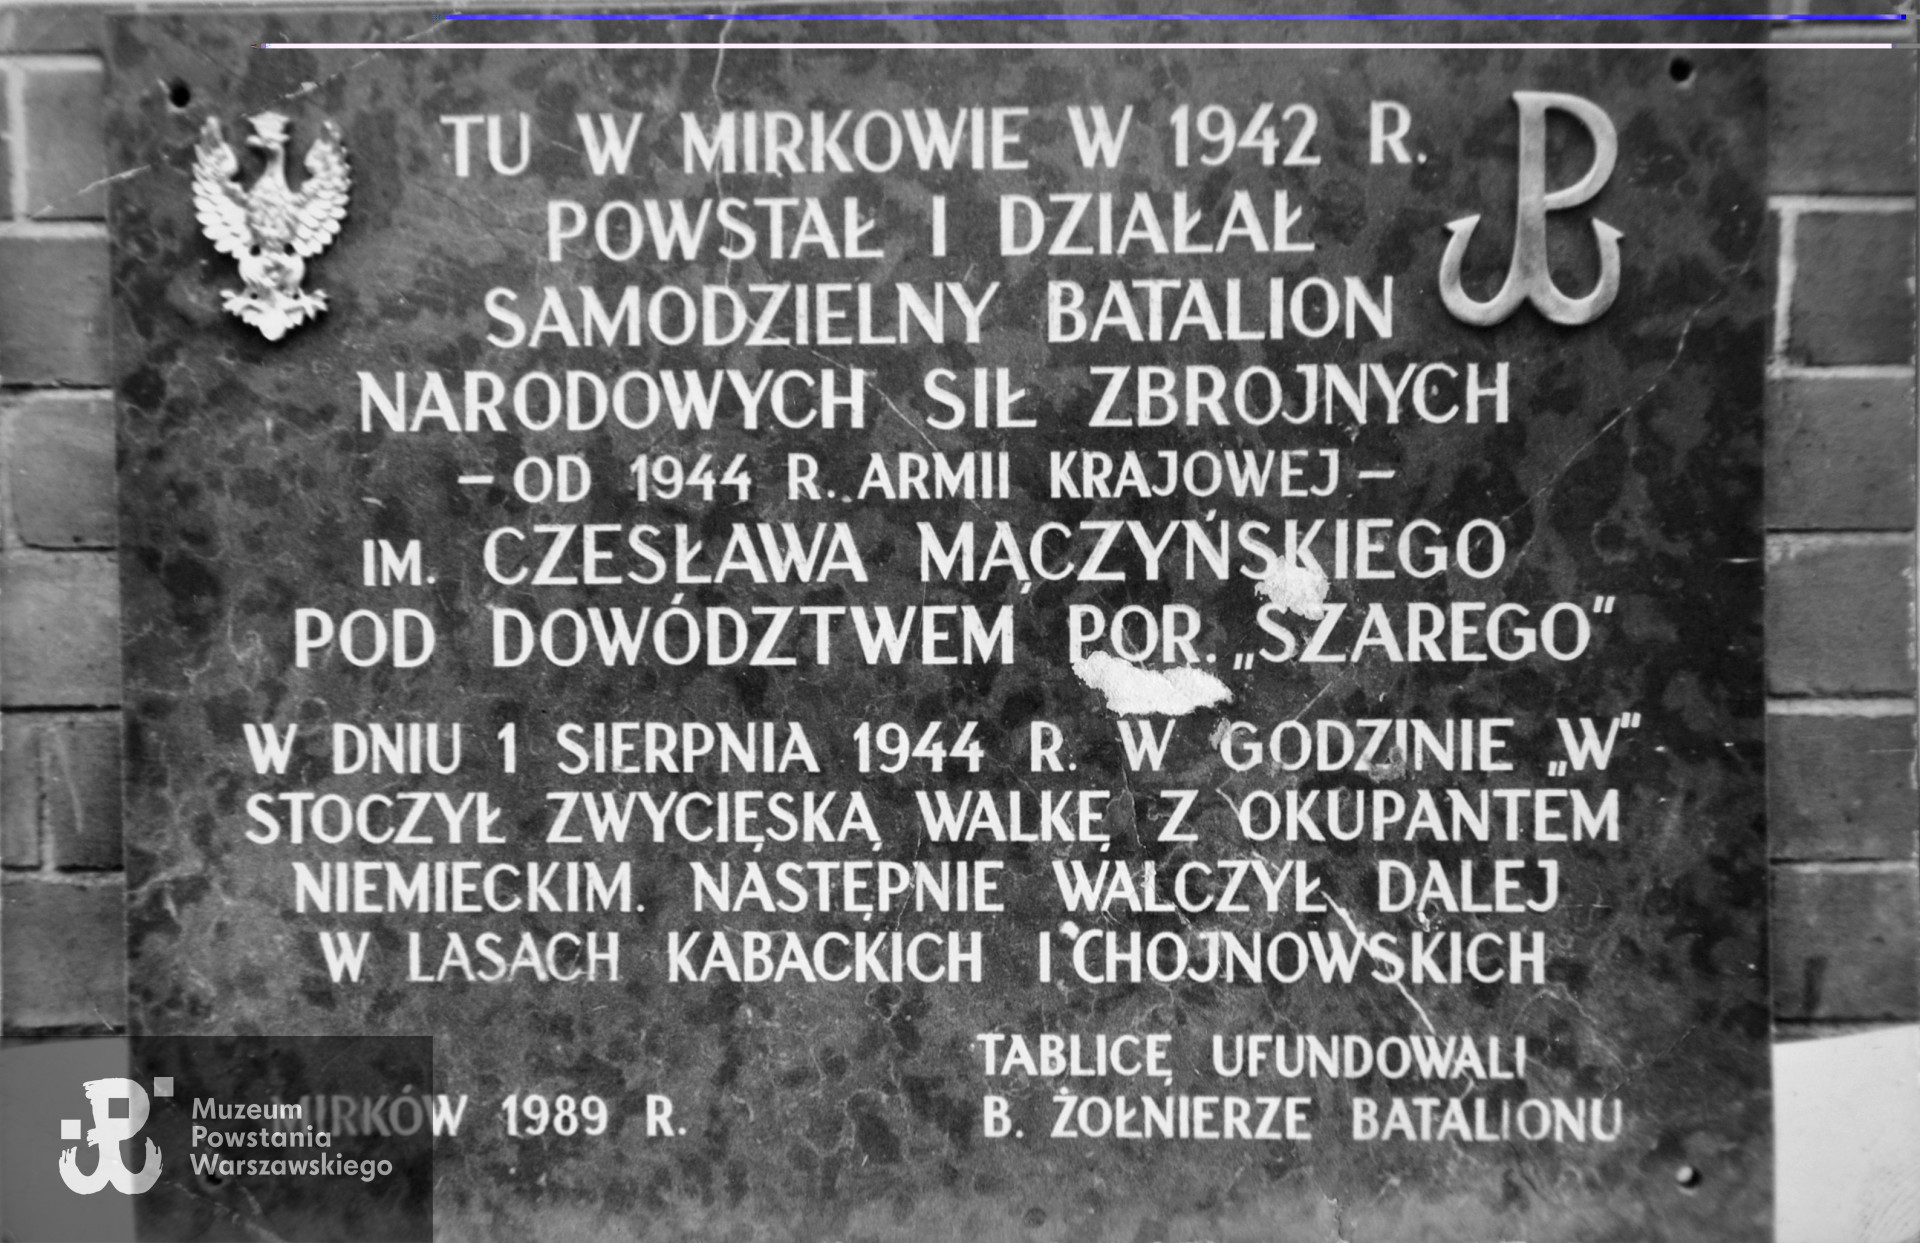 TU W MIRKOWIE W 1942 R.
POWSTAŁ I DZIAŁAŁ
SAMODZIELNY BATALION
NARODOWYCH SIŁ ZBROJNYCH
– OD 1944 R. ARMII KRAJOWEJ –
IM. CZESŁAWA MĄCZYŃSKIEGO
POD DOWÓDZTWEM POR. „SZAREGO"
W DNIU 1 SIERPNIA 1944 R. W GODZINIE „W"
STOCZYŁ ZWYCIĘSKĄ WALKĘ Z OKUPANTEM
NIEMIECKIM. NASTĘPNIE WALCZYŁ DALEJ
W LASACH KABACKICH I CHOJNOWSKICH
TABLICĘ UFUNDOWALI
B. ŻOŁNIERZE BATALIONU
MIRKÓW 1989 R.
Muzeum
Powstania
Warszawskiego